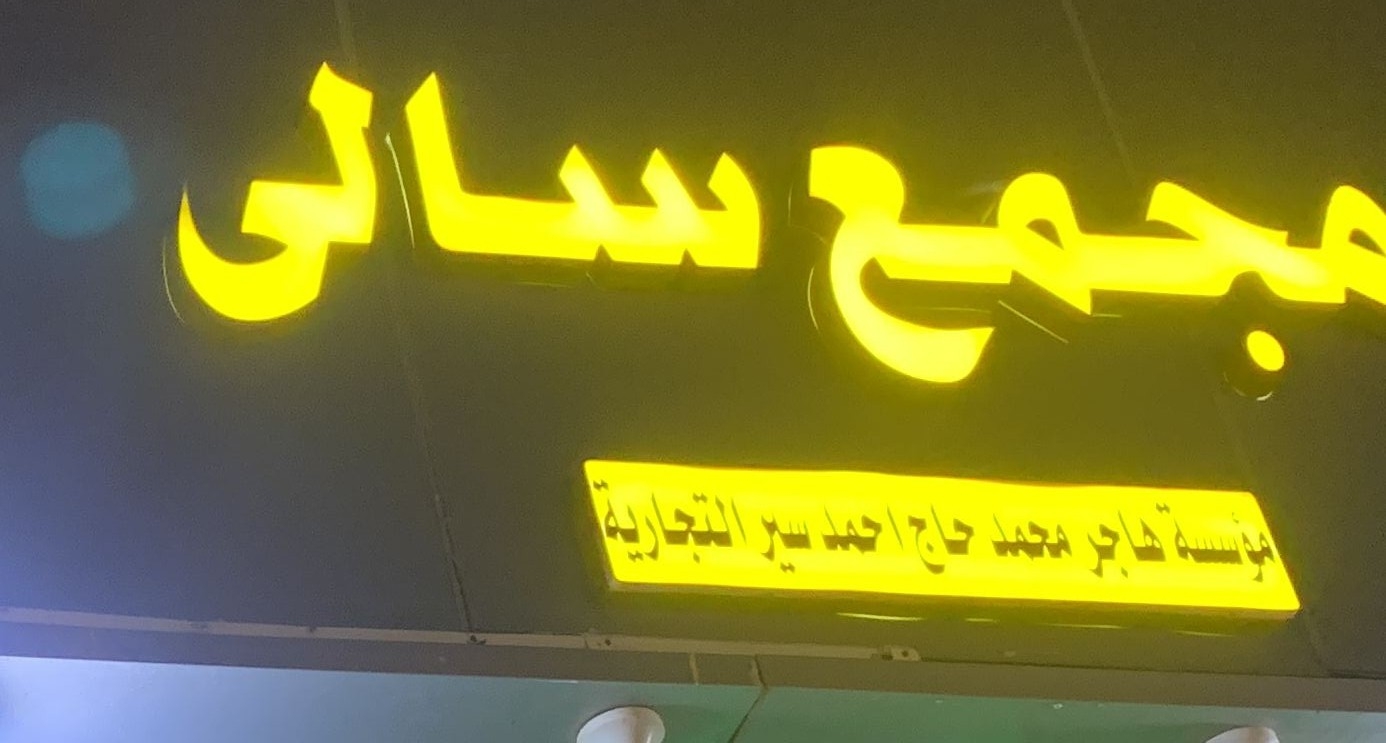 مجمع سالى
مؤسسة هاجر محمد حاج احمد سير التجارية